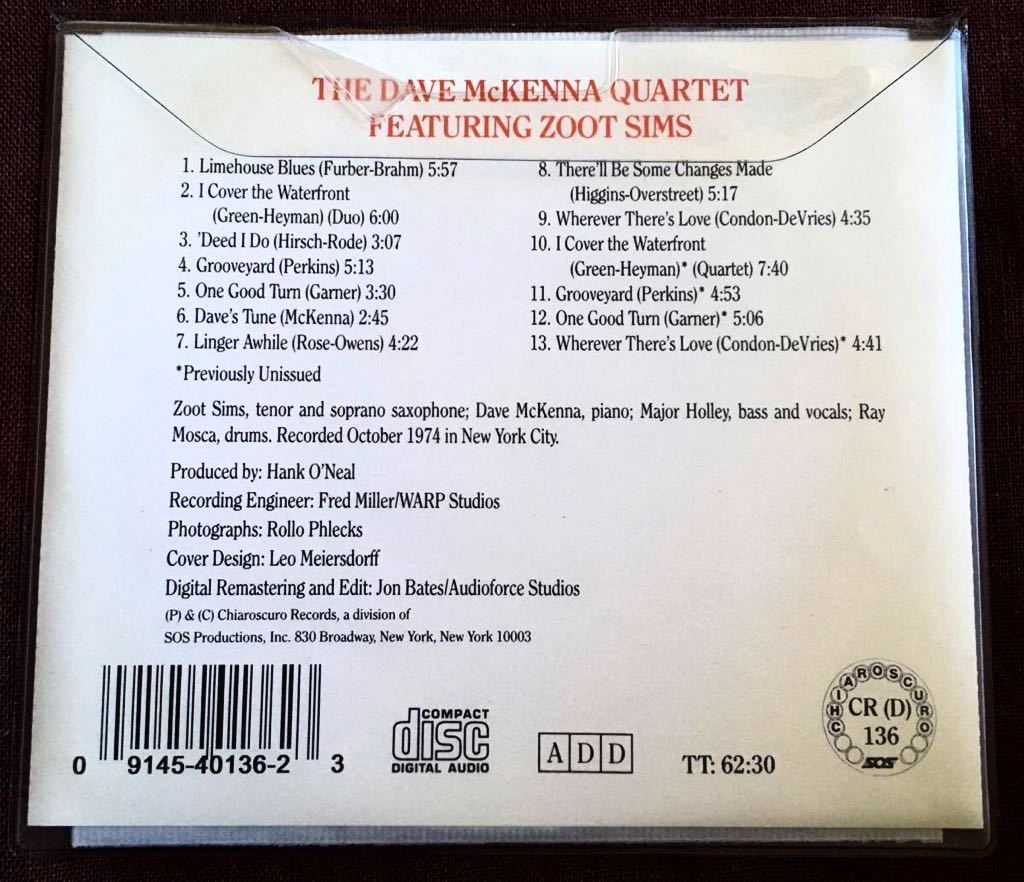 THE DAVE McKENNA QUARTET
FEATURING ZOOT SIMS
1. Limehouse Blues (Furber-Brahm) 5:57
2. I Cover the Waterfront
(Green-Heyman) (Duo) 6:00
3. 'Deed I Do (Hirsch-Rode) 3:07
4. Grooveyard (Perkins) 5:13
5. One Good Turn (Garner) 3:30
6. Dave's Tune (McKenna) 2:45
7. Linger Awhile (Rose-Owens) 4:22
8. There'll Be Some Changes Made
(Higgins-Overstreet) 5:17
9. Wherever There's Love (Condon-DeVries) 4:35
10. I Cover the Waterfront
(Green-Heyman)* (Quartet) 7:40
11. Grooveyard (Perkins)* 4:53
12. One Good Turn (Garner)* 5:06
13. Wherever There's Love (Condon-DeVries)* 4:41
*Previously Unissued
Zoot Sims, tenor and soprano saxophone; Dave McKenna, piano; Major Holley, bass and vocals; Ray
Mosca, drums. Recorded October 1974 in New York City.
Produced by: Hank O'Neal
Recording Engineer: Fred Miller/WARP Studios
Photographs: Rollo Phlecks
Cover Design: Leo Meiersdorff
Digital Remastering and Edit: Jon Bates/Audioforce Studios
(P) & (C) Chiaroscuro Records, a division of
SOS Productions, Inc. 830 Broadway, New York, New York 10003
0 9145-40136-2 3
COMPACT
disc
DIGITAL AUDIO
ADD
TT: 62:30
CHIAROSCURO
CR (D)
136
SOS